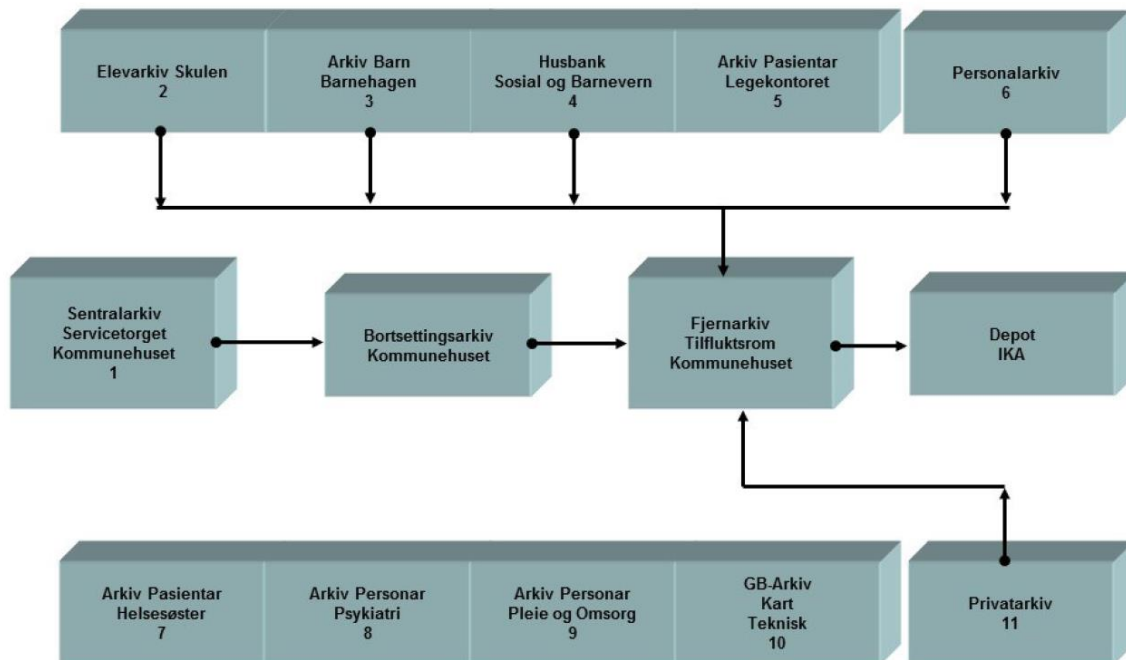 Elevarkiv Skulen
2
Arkiv Barn
Barnehagen
3
Husbank
Sosial og Barnevern
4
Arkiv Pasientar
Legekontoret
5
Personalarkiv
6
Sentralarkiv
Servicetorget
Kommunehuset
1
Bortsettingsarkiv
Kommunehuset
Fjernarkiv
Tilfluktsrom
Kommunehuset
Depot
IKA
Arkiv Pasientar
Helsesøster
7
Arkiv Personar
Psykiatri
8
Arkiv Personar
Pleie og Omsorg
9
GB-Arkiv
Kart
Teknisk
10
Privatarkiv
11